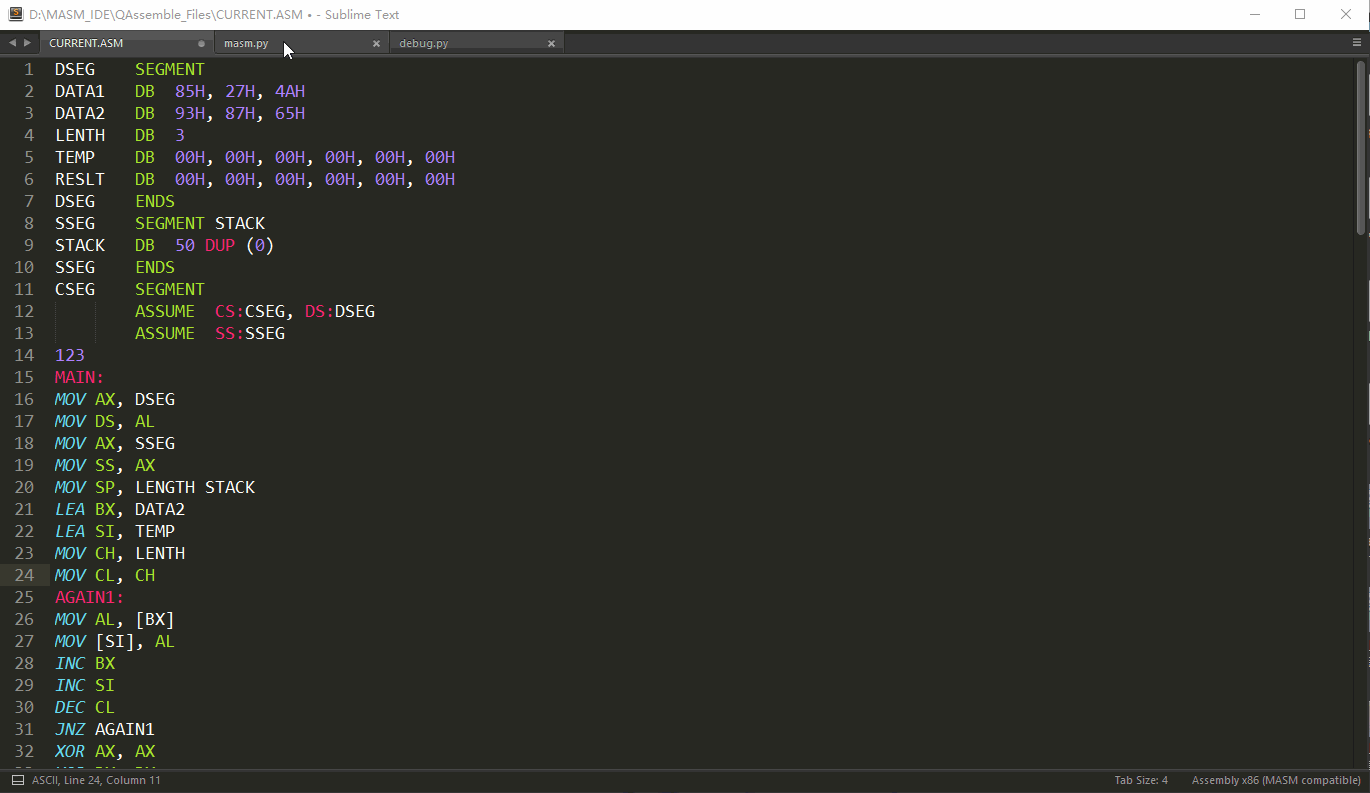 D:\MASM_IDE\QAssemble_Files\CURRENT.ASM • - Sublime Text
CURRENT.ASM masm.py debug.py
1 DSEG    SEGMENT
2 DATA1   DB  85H, 27H, 4AH
3 DATA2   DB  93H, 87H, 65H
4 LENTH   DB  3
5 TEMP    DB  00H, 00H, 00H, 00H, 00H, 00H
6 RESLT   DB  00H, 00H, 00H, 00H, 00H, 00H
7 DSEG    ENDS
8 SSEG    SEGMENT STACK
9 STACK   DB  50 DUP (0)
10 SSEG    ENDS
11 CSEG    SEGMENT
12         ASSUME  CS:CSEG, DS:DSEG
13         ASSUME  SS:SSEG
14 123
15 MAIN:
16 MOV AX, DSEG
17 MOV DS, AL
18 MOV AX, SSEG
19 MOV SS, AX
20 MOV SP, LENGTH STACK
21 LEA BX, DATA2
22 LEA SI, TEMP
23 MOV CH, LENTH
24 MOV CL, CH
25 AGAIN1:
26 MOV AL, [BX]
27 MOV [SI], AL
28 INC BX
29 INC SI
30 DEC CL
31 JNZ AGAIN1
32 XOR AX, AX
ASCII, Line 24, Column 11 Tab Size: 4 Assembly x86 (MASM compatible)